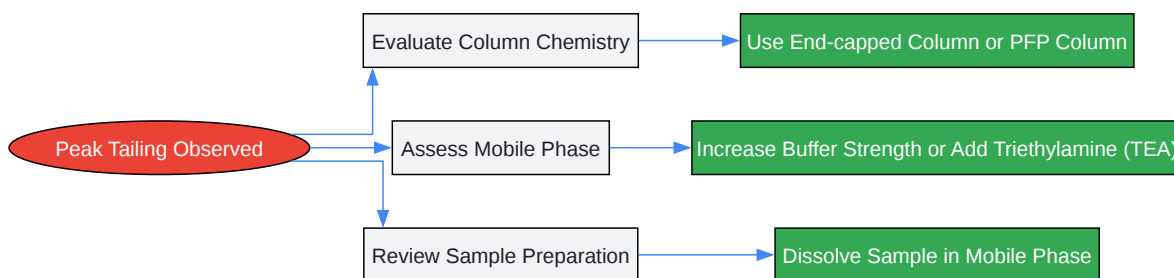 Evaluate Column Chemistry
Use End-capped Column or PFP Column
Peak Tailing Observed
Assess Mobile Phase
Increase Buffer Strength or Add Triethylamine (TEA)
Review Sample Preparation
Dissolve Sample in Mobile Phase